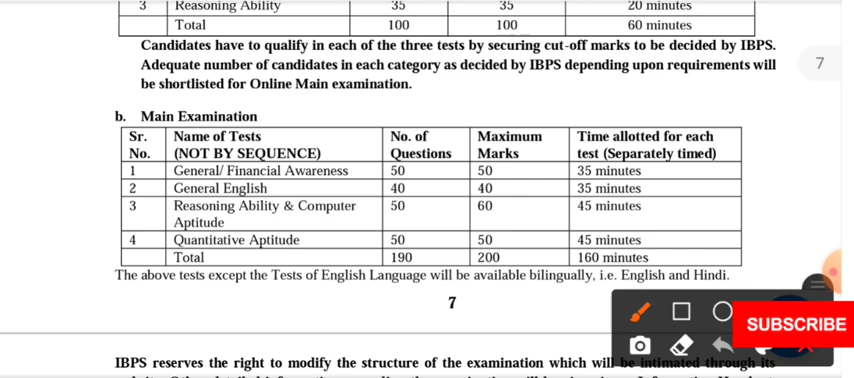 3 Reasoning Ability 35 35 20 minutes
Total 100 100 60 minutes
Candidates have to qualify in each of the three tests by securing cut-off marks to be decided by IBPS.
Adequate number of candidates in each category as decided by IBPS depending upon requirements will
be shortlisted for Online Main examination.
7
b. Main Examination
Sr. Name of Tests No. of Maximum Time allotted for each
No. (NOT BY SEQUENCE) Questions Marks test (Separately timed)
1 General/ Financial Awareness 50 50 35 minutes
2 General English 40 40 35 minutes
3 Reasoning Ability & Computer 50 60 45 minutes
Aptitude
4 Quantitative Aptitude 50 50 45 minutes
Total 190 200 160 minutes
The above tests except the Tests of English Language will be available bilingually, i.e. English and Hindi.
7
SUBSCRIBE
IBPS reserves the right to modify the structure of the examination which will be intimated through its